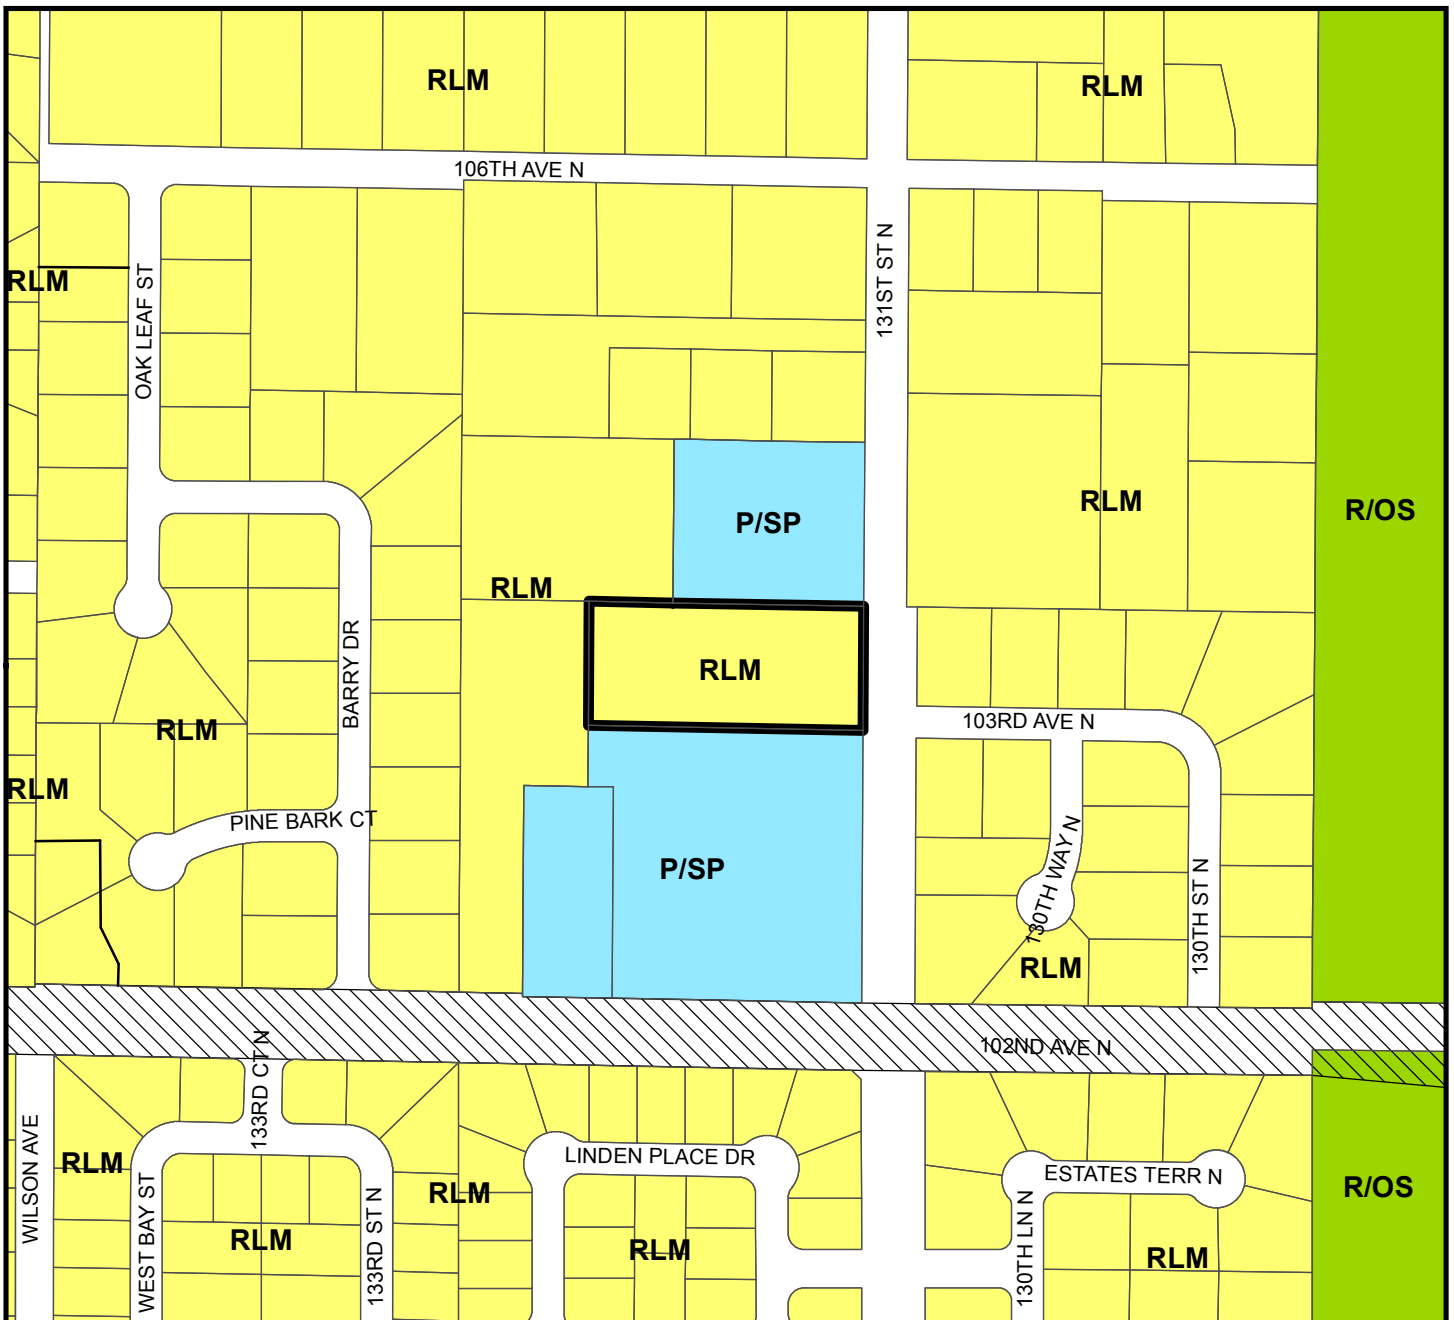 RLM
RLM
106TH AVE N
131ST ST N
RLM
OAK LEAF ST
RLM
R/OS
P/SP
RLM
RLM
BARRY DR
103RD AVE N
RLM
RLM
PINE BARK CT
P/SP
130TH WAY N
130TH ST N
RLM
102ND AVE N
133RD CT N
WILSON AVE
RLM
LINDEN PLACE DR
ESTATES TERR N
R/OS
RLM
WEST BAY ST
133RD ST N
130TH LN N
RLM
RLM
RLM